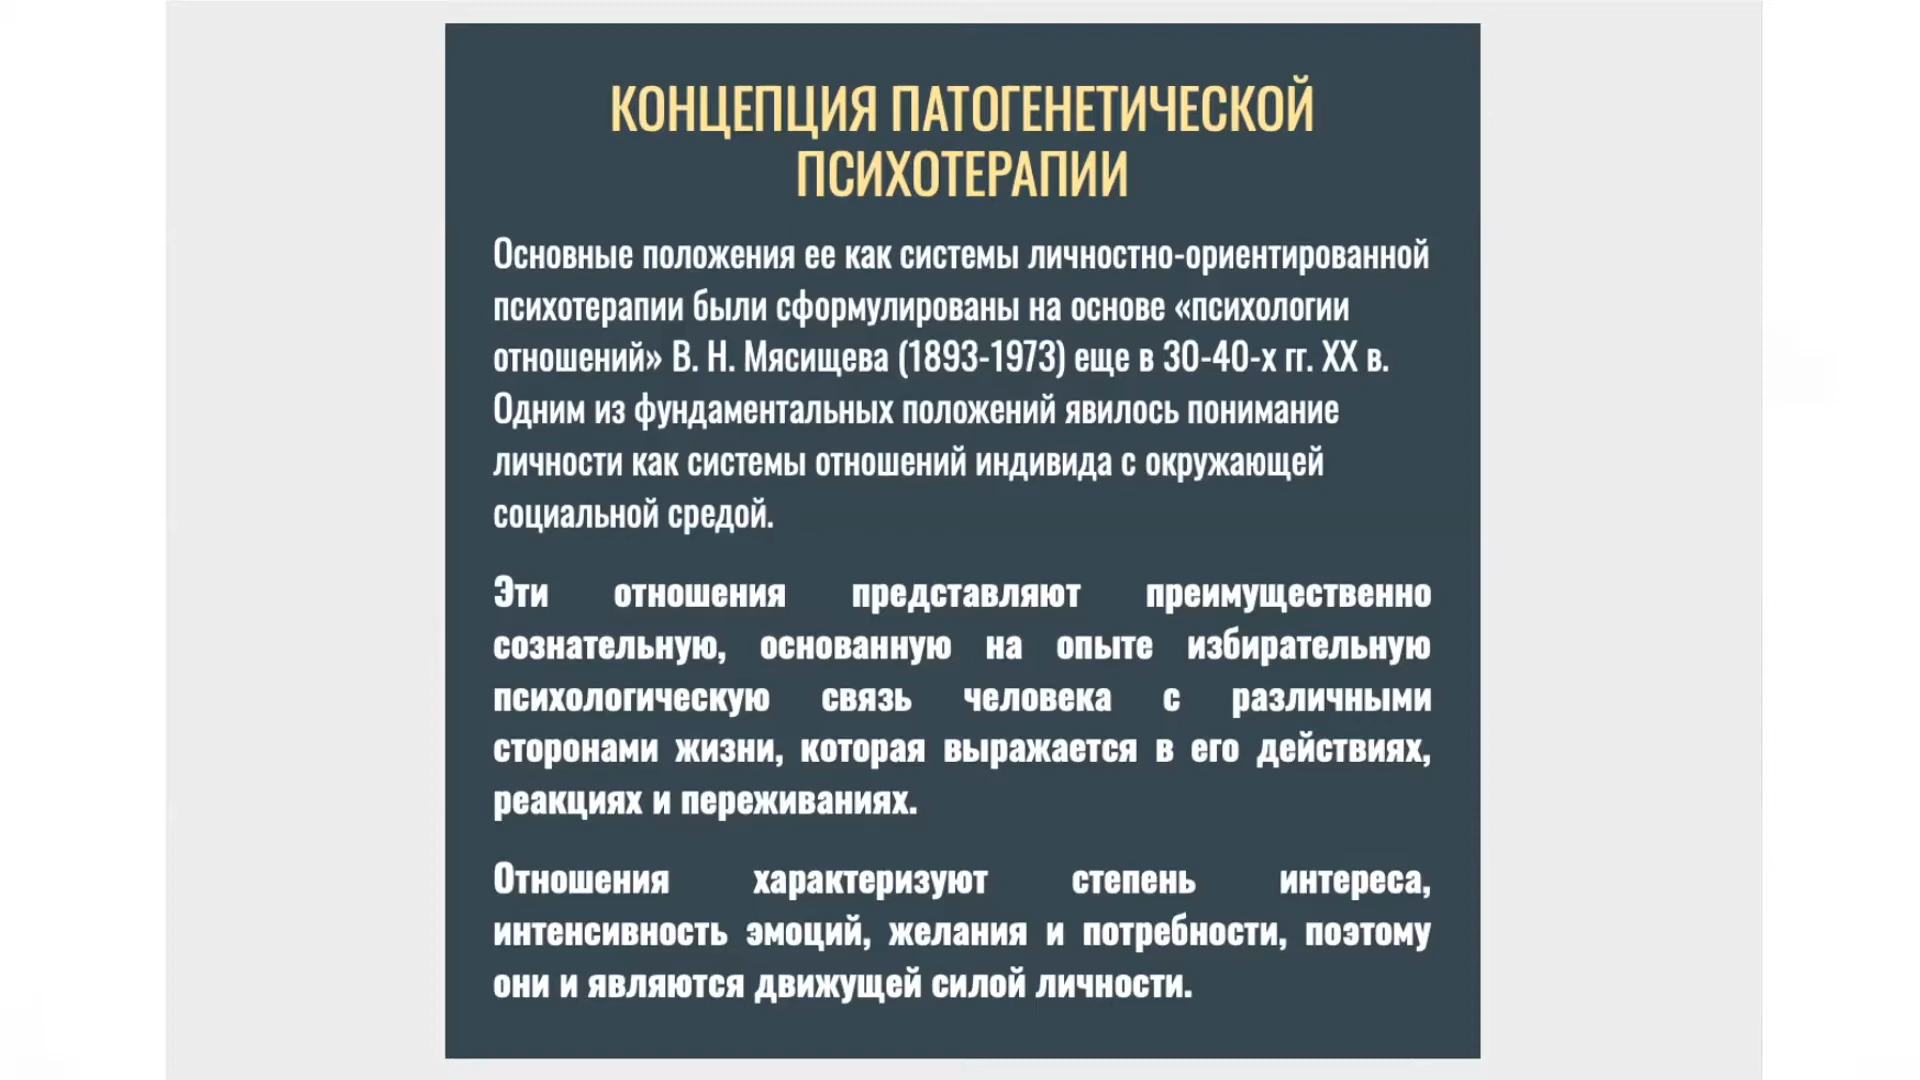 КОНЦЕПЦИЯ ПАТОГЕНЕТИЧЕСКОЙ
ПСИХОТЕРАПИИ
Основные положения ее как системы личностно-ориентированной
психотерапии были сформулированы на основе «психологии
отношений» В. Н. Мясищева (1893-1973) еще в 30-40-х гг. XX в.
Одним из фундаментальных положений явилось понимание
личности как системы отношений индивида с окружающей
социальной средой.
Эти отношения представляют преимущественно
сознательную, основанную на опыте избирательную
психологическую связь человека с различными
сторонами жизни, которая выражается в его действиях,
реакциях и переживаниях.
Отношения характеризуют степень интереса,
интенсивность эмоций, желания и потребности, поэтому
они и являются движущей силой личности.